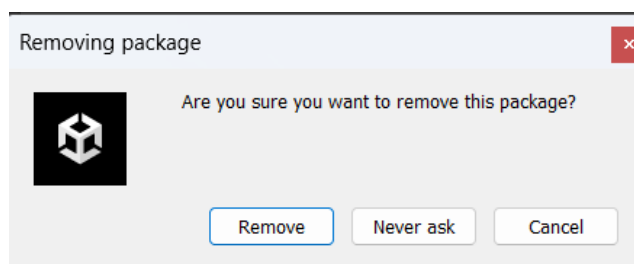 Removing package
Are you sure you want to remove this package?
Remove Never ask Cancel